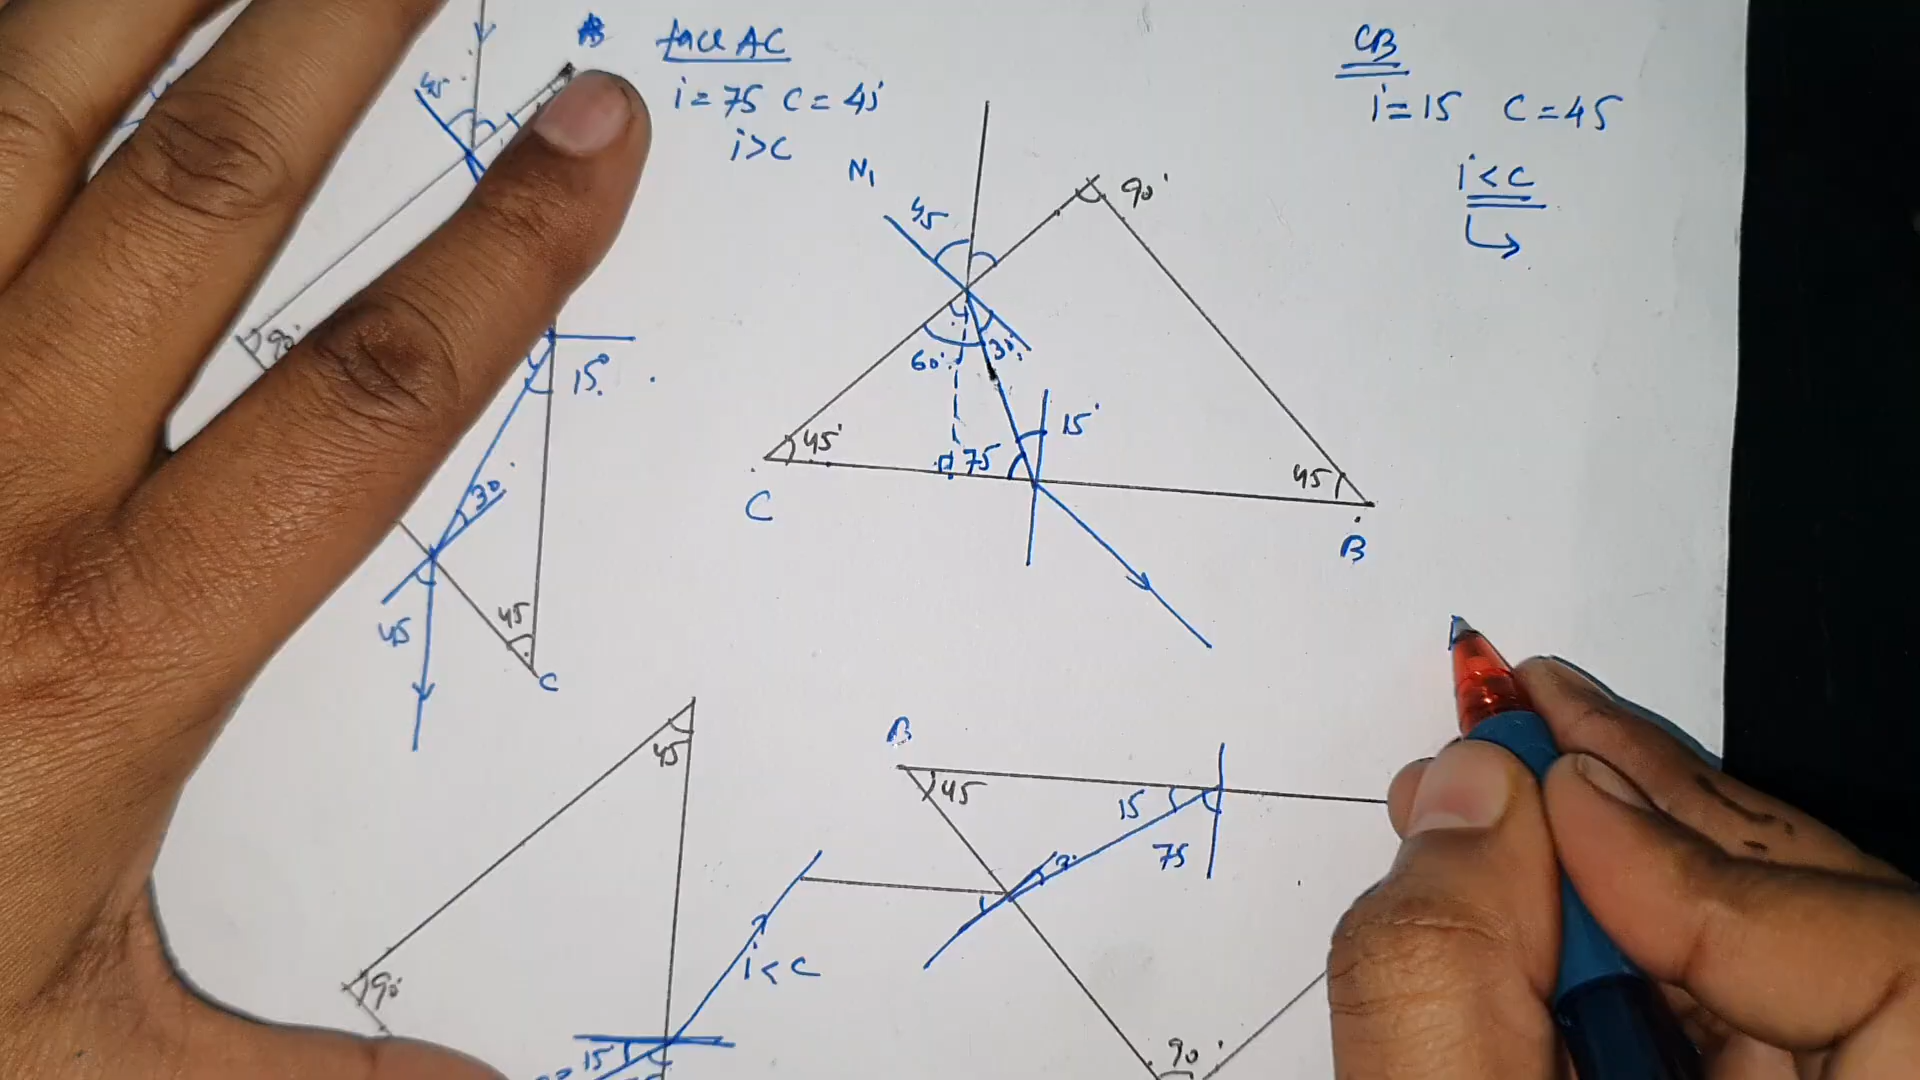 face AC
i = 75 C = 45
i > C
CB
i = 15 C = 45
i < C
N₁
45
90°
45
60° 30°
15°
45°
75
45
C
B
90
15°
30
45
45
C
45
90°
i < C
15
B
45
15
75
90°